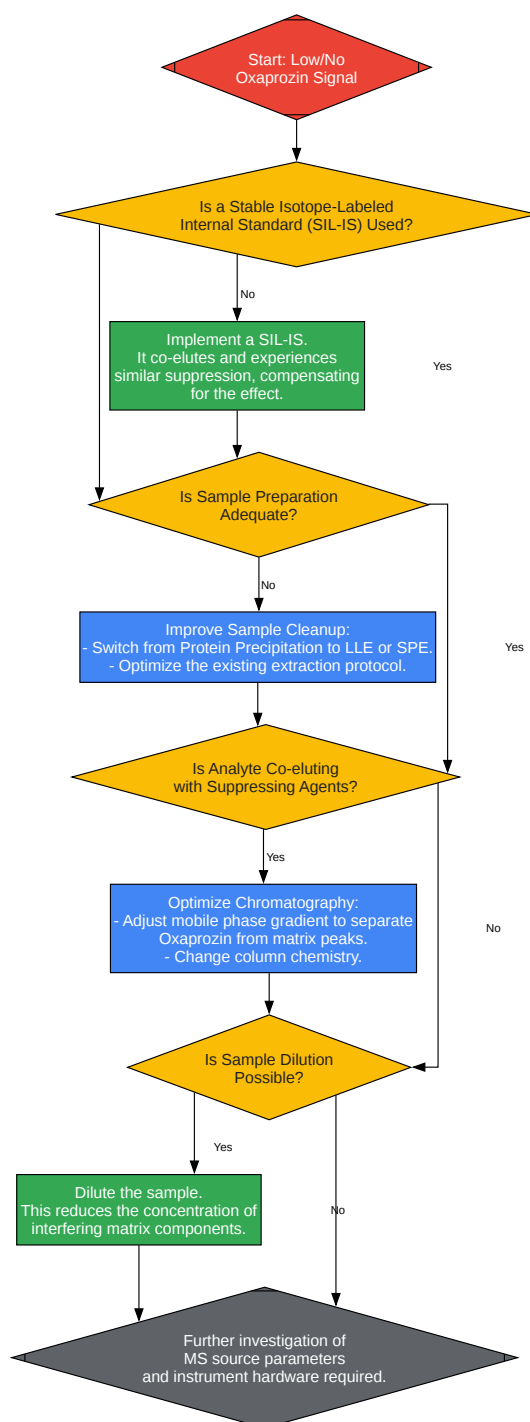 Start: Low/No
Oxaprozin Signal
Is a Stable Isotope-Labeled
Internal Standard (SIL-IS) Used?
No
Implement a SIL-IS.
It co-elutes and experiences
similar suppression, compensating
for the effect.
Yes
Is Sample Preparation
Adequate?
No
Improve Sample Cleanup:
- Switch from Protein Precipitation to LLE or SPE.
- Optimize the existing extraction protocol.
Yes
Is Analyte Co-eluting
with Suppressing Agents?
Yes
Optimize Chromatography:
- Adjust mobile phase gradient to separate
Oxaprozin from matrix peaks.
- Change column chemistry.
No
Is Sample Dilution
Possible?
Yes
Dilute the sample.
This reduces the concentration of
interfering matrix components.
No
Further investigation of
MS source parameters
and instrument hardware required.